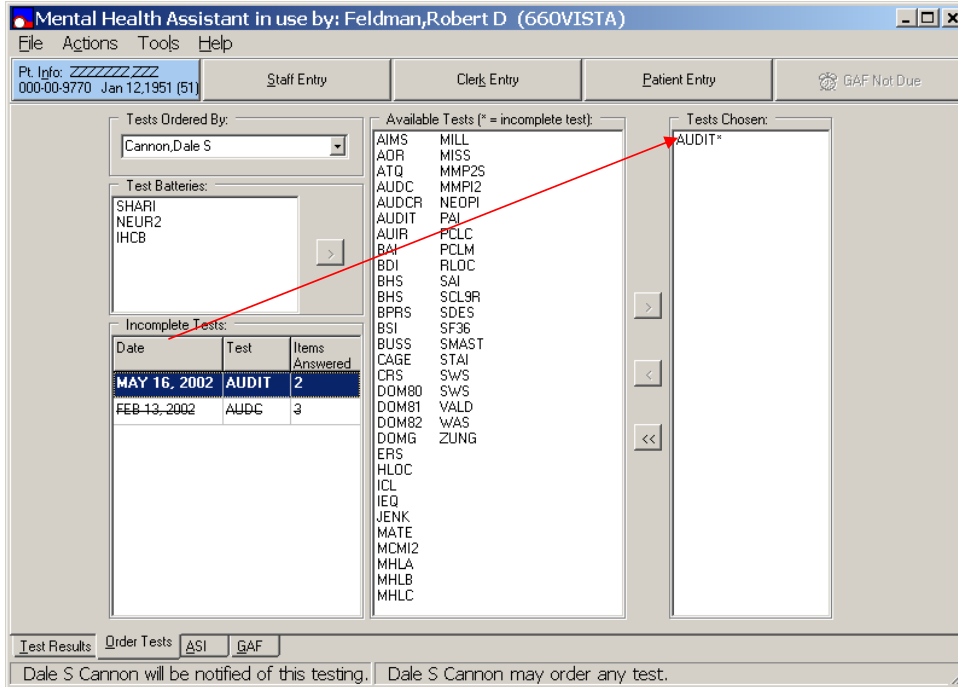 Mental Health Assistant in use by: Feldman,Robert D (660VISTA)
File Actions Tools Help
Pt. Info: ZZZZZZZZ,ZZZ
000-00-9770 Jan 12,1951 (51)
Staff Entry
Clerk Entry
Patient Entry
GAF Not Due
Tests Ordered By:
Cannon,Dale S
Test Batteries:
SHARI
NEUR2
IHCB
>
Incomplete Tests:
Date Test Items Answered
MAY 16, 2002 AUDIT 2
FEB 13, 2002 AUDC 3
Available Tests (* = incomplete test):
AIMS MILL
AOR MISS
ATQ MMP2S
AUDC MMPI2
AUDCR NEOPI
AUDIT PAI
AUIR PCLC
BAI PCLM
BDI RLOC
BHS SAI
BHS SCL9R
BPRS SDES
BSI SF36
BUSS SMAST
CAGE STAI
CRS SWS
DOM80 SWS
DOM81 VALD
DOM82 WAS
DOMG ZUNG
ERS
HLOC
ICL
IEQ
JENK
MATE
MCMI2
MHLA
MHLB
MHLC
>
<
<<
Tests Chosen:
AUDIT*
Test Results Order Tests ASI GAF
Dale S Cannon will be notified of this testing. Dale S Cannon may order any test.